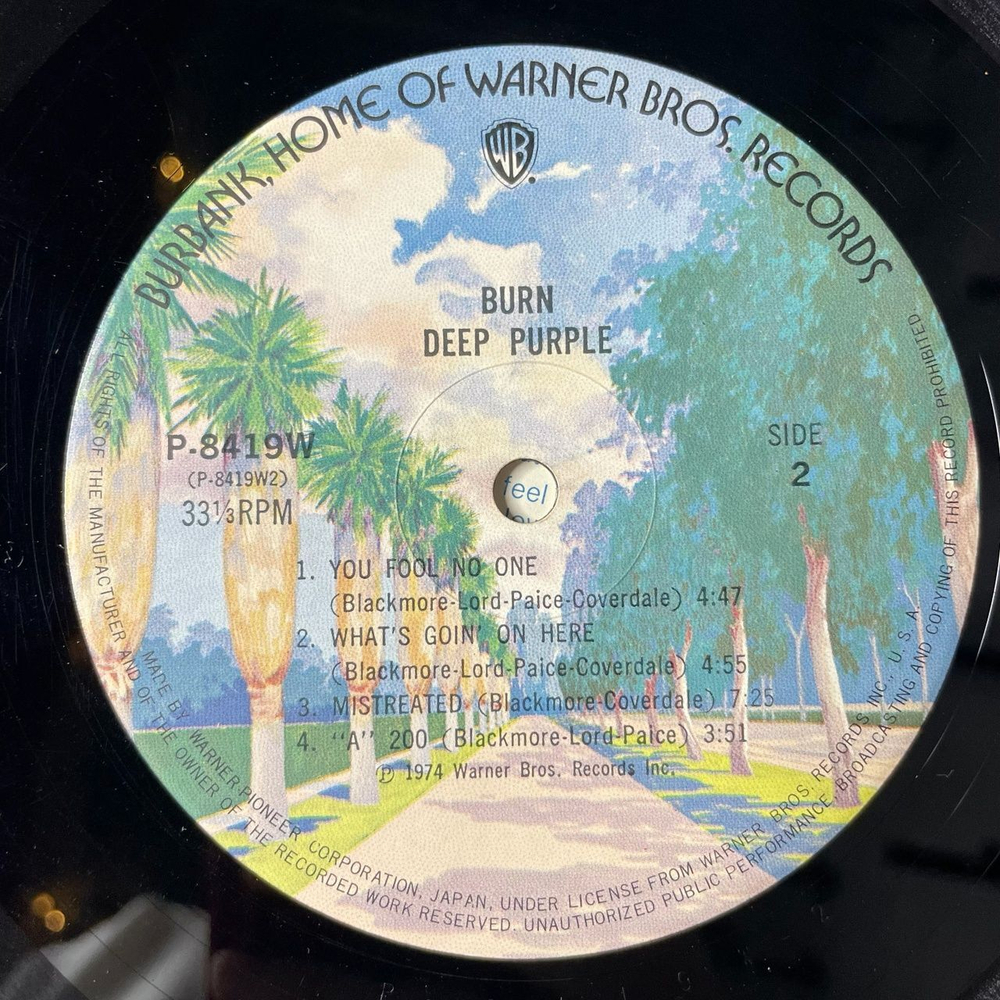 BURBANK, HOME OF WARNER BROS. RECORDS
WB
BURN
DEEP PURPLE
P-8419W
(P-8419W2)
33⅓RPM
SIDE
2
feel
1. YOU FOOL NO ONE
(Blackmore-Lord-Paice-Coverdale) 4:47
2. WHAT'S GOIN' ON HERE
(Blackmore-Lord-Paice-Coverdale) 4:55
3. MISTREATED (Blackmore-Coverdale) 7:25
4. "A" 200 (Blackmore-Lord-Paice) 3:51
Ⓟ 1974 Warner Bros. Records Inc.
MADE BY WARNER-PIONEER CORPORATION, JAPAN, UNDER LICENSE FROM WARNER BROS. RECORDS INC., U. S. A.
ALL RIGHTS OF THE MANUFACTURER AND OF THE OWNER OF THE RECORDED WORK RESERVED. UNAUTHORIZED PUBLIC PERFORMANCE, BROADCASTING AND COPYING OF THIS RECORD PROHIBITED